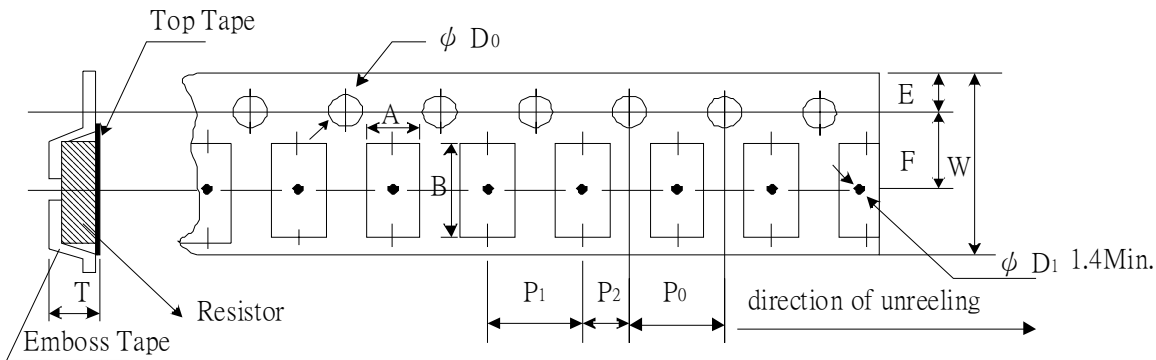 Top Tape
ϕ D0
E
A
F
W
B
ϕ D1 1.4Min.
T
P1
P2
P0
direction of unreeling
Resistor
Emboss Tape